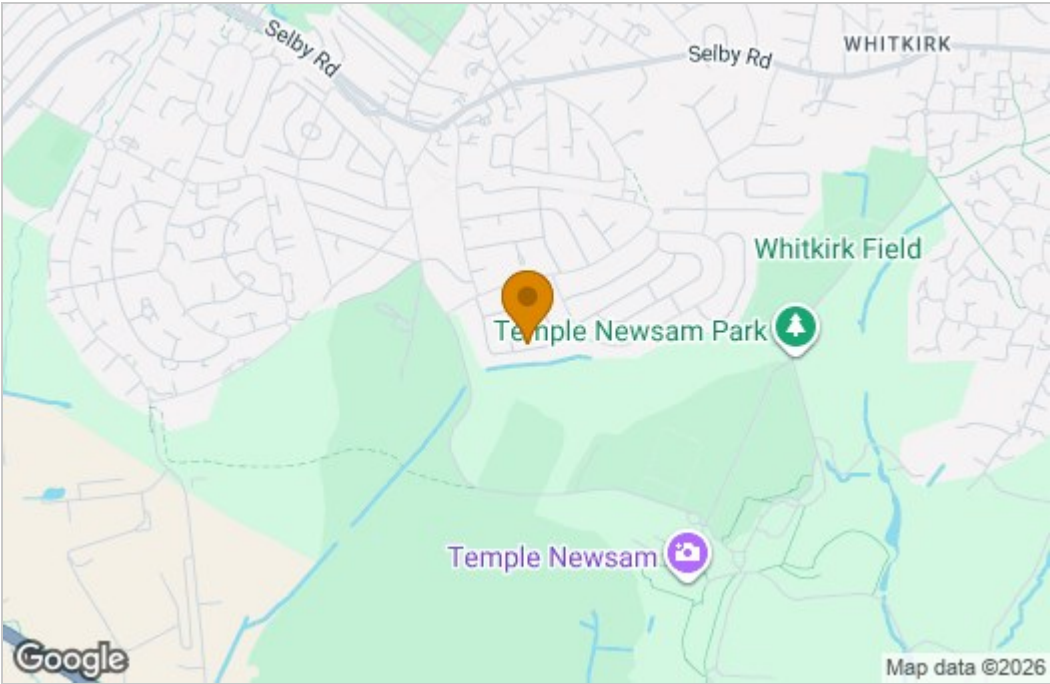 Selby Rd
Selby Rd
WHITKIRK
Whitkirk Field
Temple Newsam Park
Temple Newsam
Google
Map data ©2026